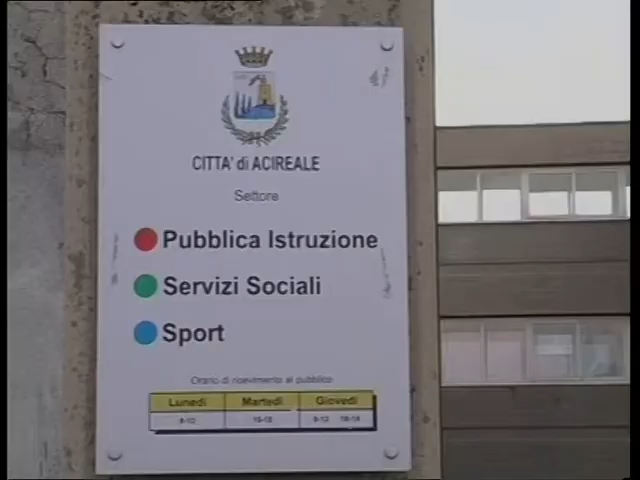 CITTA' di ACIREALE
Settore
Pubblica Istruzione
Servizi Sociali
Sport
Orario di ricevimento al pubblico
Lunedì Martedì Giovedì